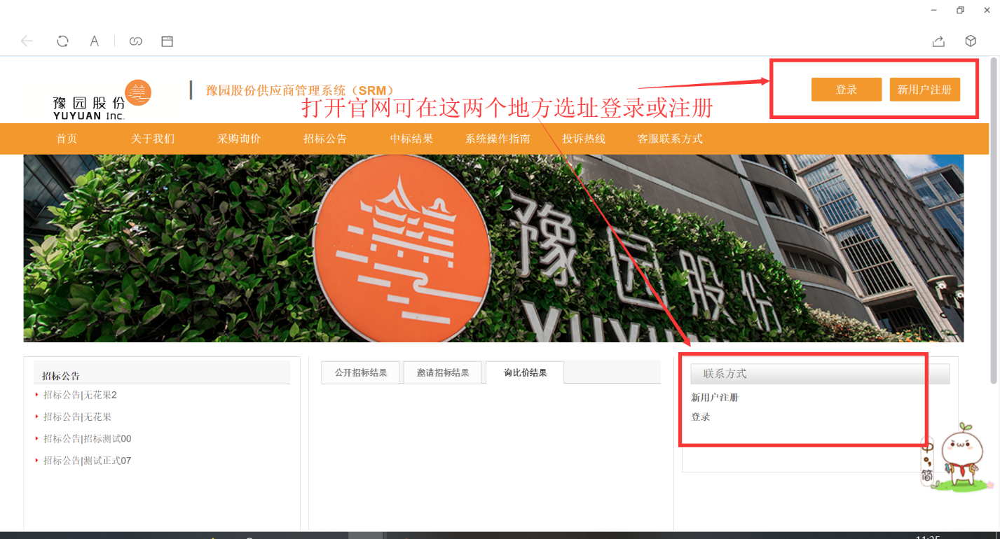 豫园股份
YUYUAN Inc.
豫园股份供应商管理系统（SRM）
登录
新用户注册
打开官网可在这两个地方选址登录或注册
首页
关于我们
采购询价
招标公告
中标结果
系统操作指南
投诉热线
客服联系方式
豫园股份
招标公告
招标公告|无花果2
招标公告|无花果
招标公告|招标测试00
招标公告|测试正式07
公开招标结果
邀请招标结果
询比价结果
联系方式
新用户注册
登录
中
简